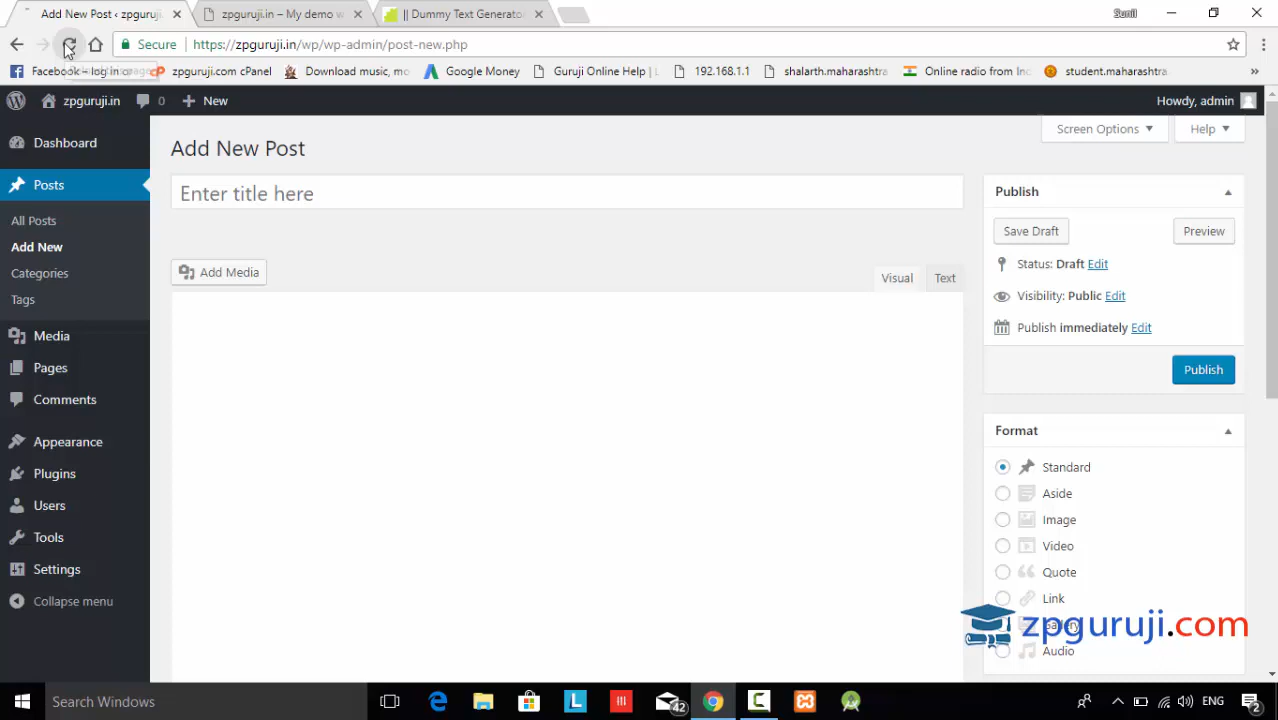 Add New Post ‹ zpguruji.
zpguruji.in – My demo w
|| Dummy Text Generator
Sunil
Secure
https://zpguruji.in/wp/wp-admin/post-new.php
Facebook – log in or
zpguruji.com cPanel
Download music, mo
Google Money
Guruji Online Help | L
192.168.1.1
shalarth.maharashtra
Online radio from Ind
student.maharashtra.
»
zpguruji.in
0
New
Howdy, admin
Dashboard
Posts
All Posts
Add New
Categories
Tags
Media
Pages
Comments
Appearance
Plugins
Users
Tools
Settings
Collapse menu
Screen Options
Help
Add New Post
Enter title here
Add Media
Visual
Text
Publish
Save Draft
Preview
Status: Draft Edit
Visibility: Public Edit
Publish immediately Edit
Publish
Format
Standard
Aside
Image
Video
Quote
Link
Gallery
Audio
zpguruji.com
Search Windows
42
ENG
2